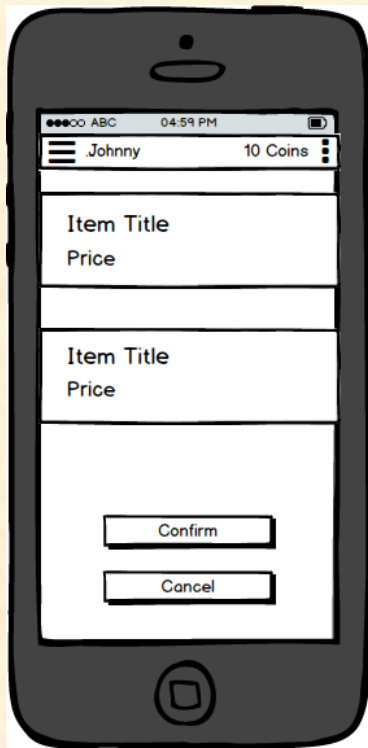 ABC 04:59 PM
.Johnny 10 Coins
Item Title
Price
Item Title
Price
Confirm
Cancel